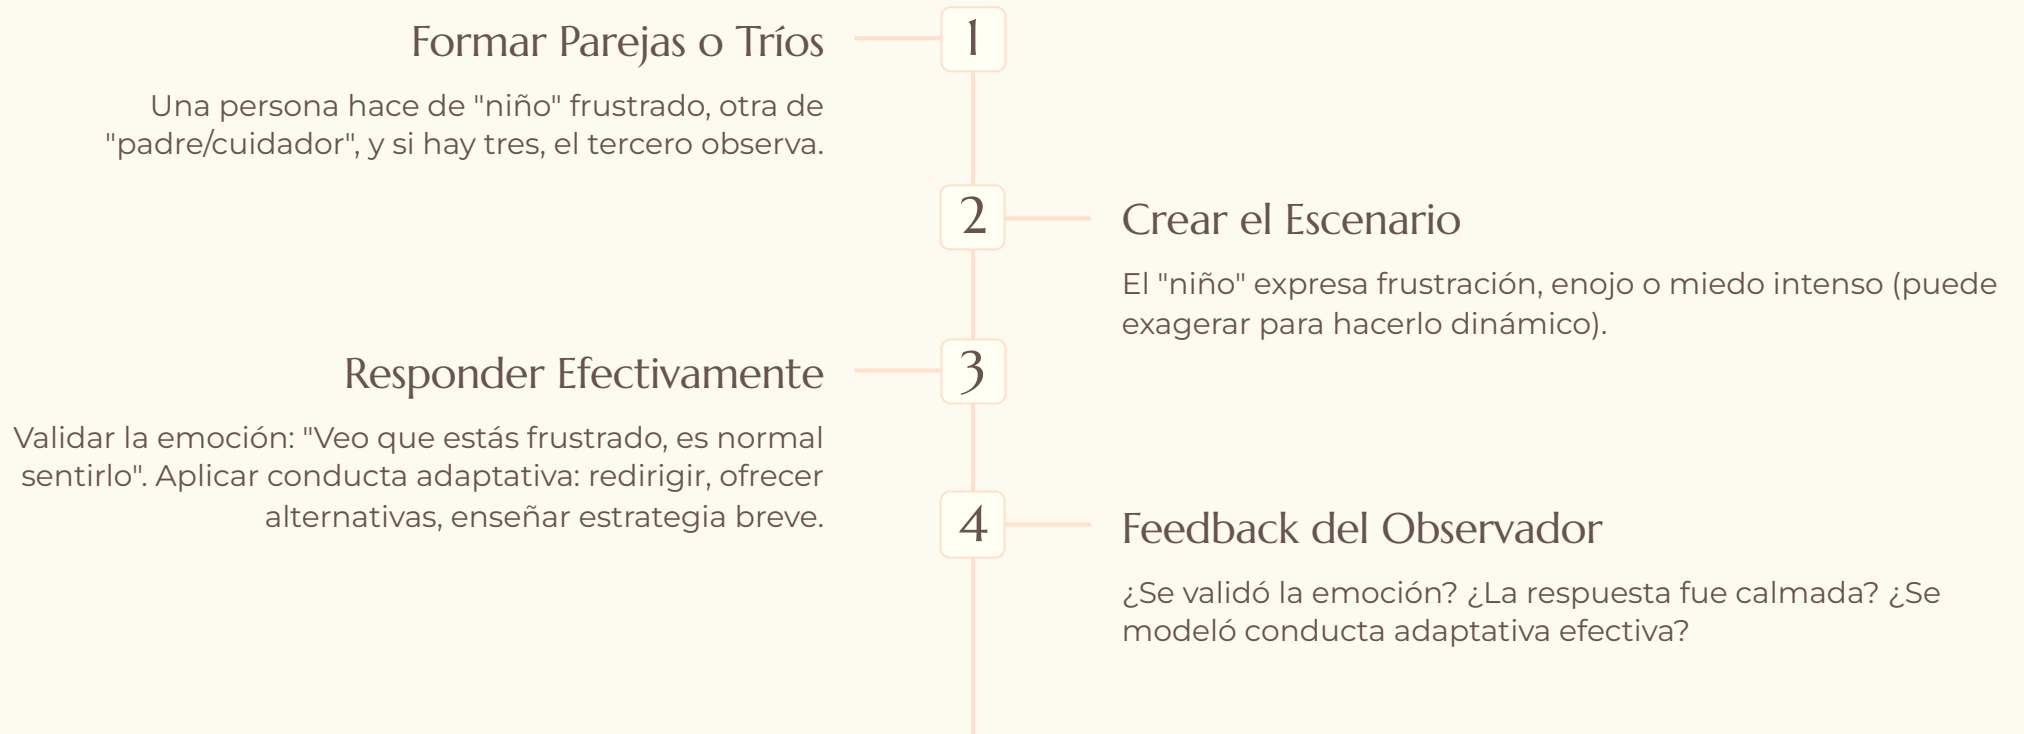 1
Formar Parejas o Tríos
Una persona hace de "niño" frustrado, otra de
"padre/cuidador", y si hay tres, el tercero observa.
2
Crear el Escenario
El "niño" expresa frustración, enojo o miedo intenso (puede
exagerar para hacerlo dinámico).
3
Responder Efectivamente
Validar la emoción: "Veo que estás frustrado, es normal
sentirlo". Aplicar conducta adaptativa: redirigir, ofrecer
alternativas, enseñar estrategia breve.
4
Feedback del Observador
¿Se validó la emoción? ¿La respuesta fue calmada? ¿Se
modeló conducta adaptativa efectiva?